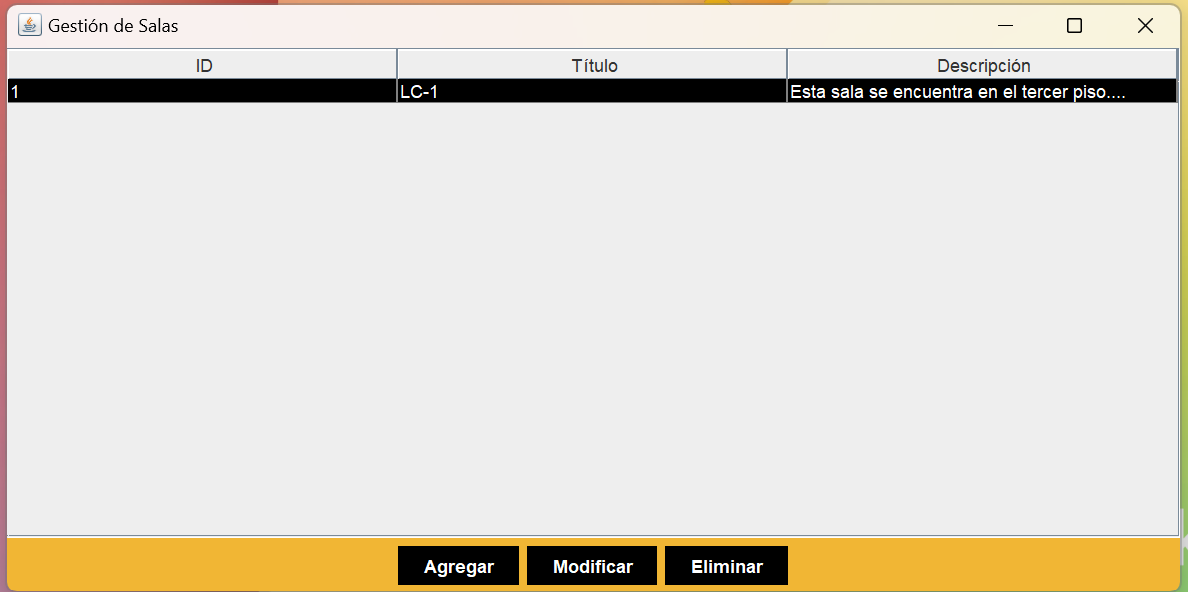 Gestión de Salas
ID Título Descripción
1 LC-1 Esta sala se encuentra en el tercer piso....
Agregar Modificar Eliminar